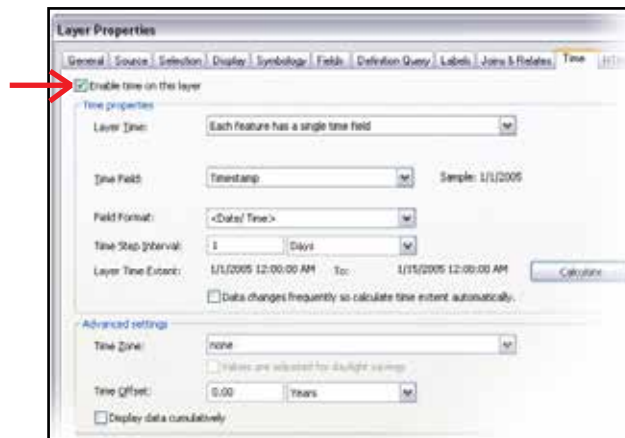 Layer Properties
General Source Selection Display Symbology Fields Definition Query Labels Joins & Relates Time
Enable time on this layer
Time properties
Layer Time: Each feature has a single time field
Time Field: Timestamp Sample: 1/1/2005
Field Format: <Date/Time>
Time Step Interval: 1 Days
Layer Time Extent: 1/1/2005 12:00:00 AM To: 1/15/2005 12:00:00 AM Calculate
Data changes frequently so calculate time extent automatically.
Advanced settings
Time Zone: none
Values are adjusted for daylight savings
Time Offset: 0.00 Years
Display data cumulatively